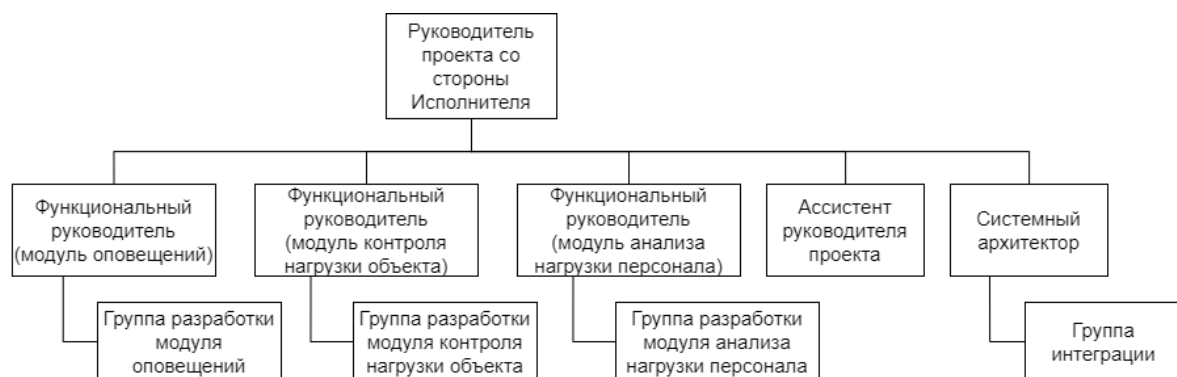 Руководитель
проекта со
стороны
Исполнителя
Функциональный
руководитель
(модуль оповещений)
Функциональный
руководитель
(модуль контроля
нагрузки объекта)
Функциональный
руководитель
(модуль анализа
нагрузки персонала)
Ассистент
руководителя
проекта
Системный
архитектор
Группа разработки
модуля
оповещений
Группа разработки
модуля контроля
нагрузки объекта
Группа разработки
модуля анализа
нагрузки персонала
Группа
интеграции